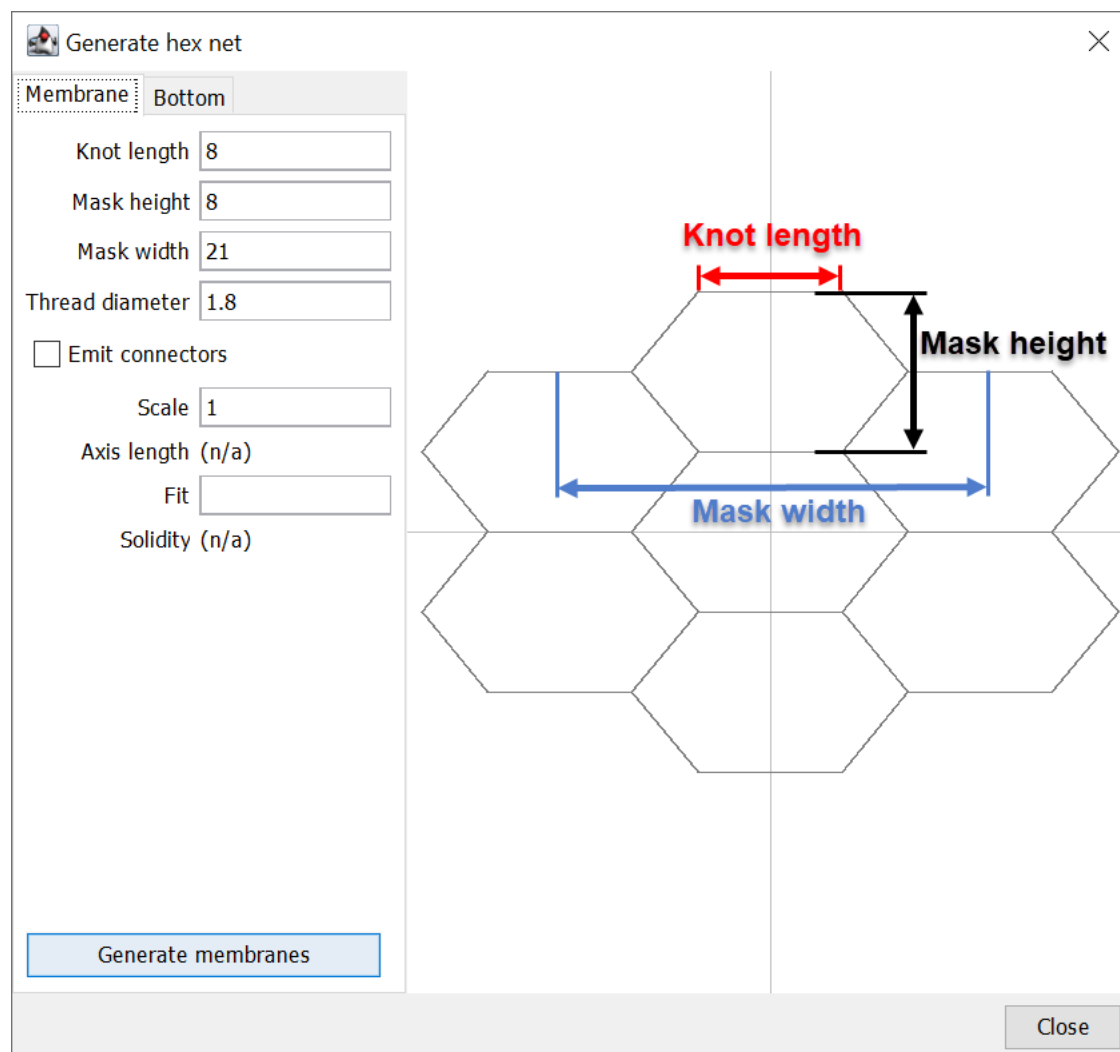 Generate hex net
Membrane
Bottom
Knot length 8
Mask height 8
Mask width 21
Thread diameter 1.8
Emit connectors
Scale 1
Axis length (n/a)
Fit
Solidity (n/a)
Generate membranes
Knot length
Mask height
Mask width
Close